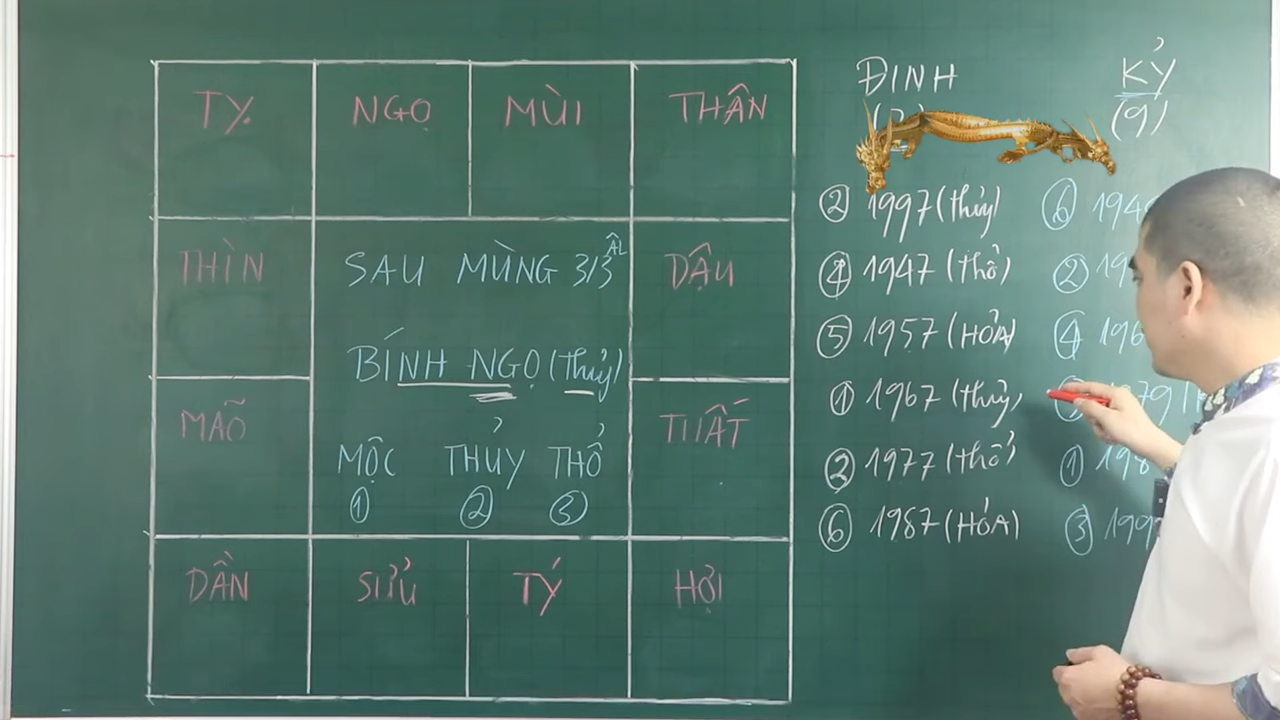 TỴ
NGỌ
MÙI
THÂN
THÌN
DẬU
MÃO
TUẤT
DẦN
SỬU
TÝ
HỢI
SAU MÙNG 3/3 ÂL
BÍNH NGỌ (Thủy)
MỘC THỦY THỔ
① ② ③
ĐINH
② 1997 (Thủy)
④ 1947 (Thổ)
⑤ 1957 (HỎA)
① 1967 (Thủy)
② 1977 (Thổ)
⑥ 1987 (HỎA)
KỶ
(9)
⑥
②
④
①
③